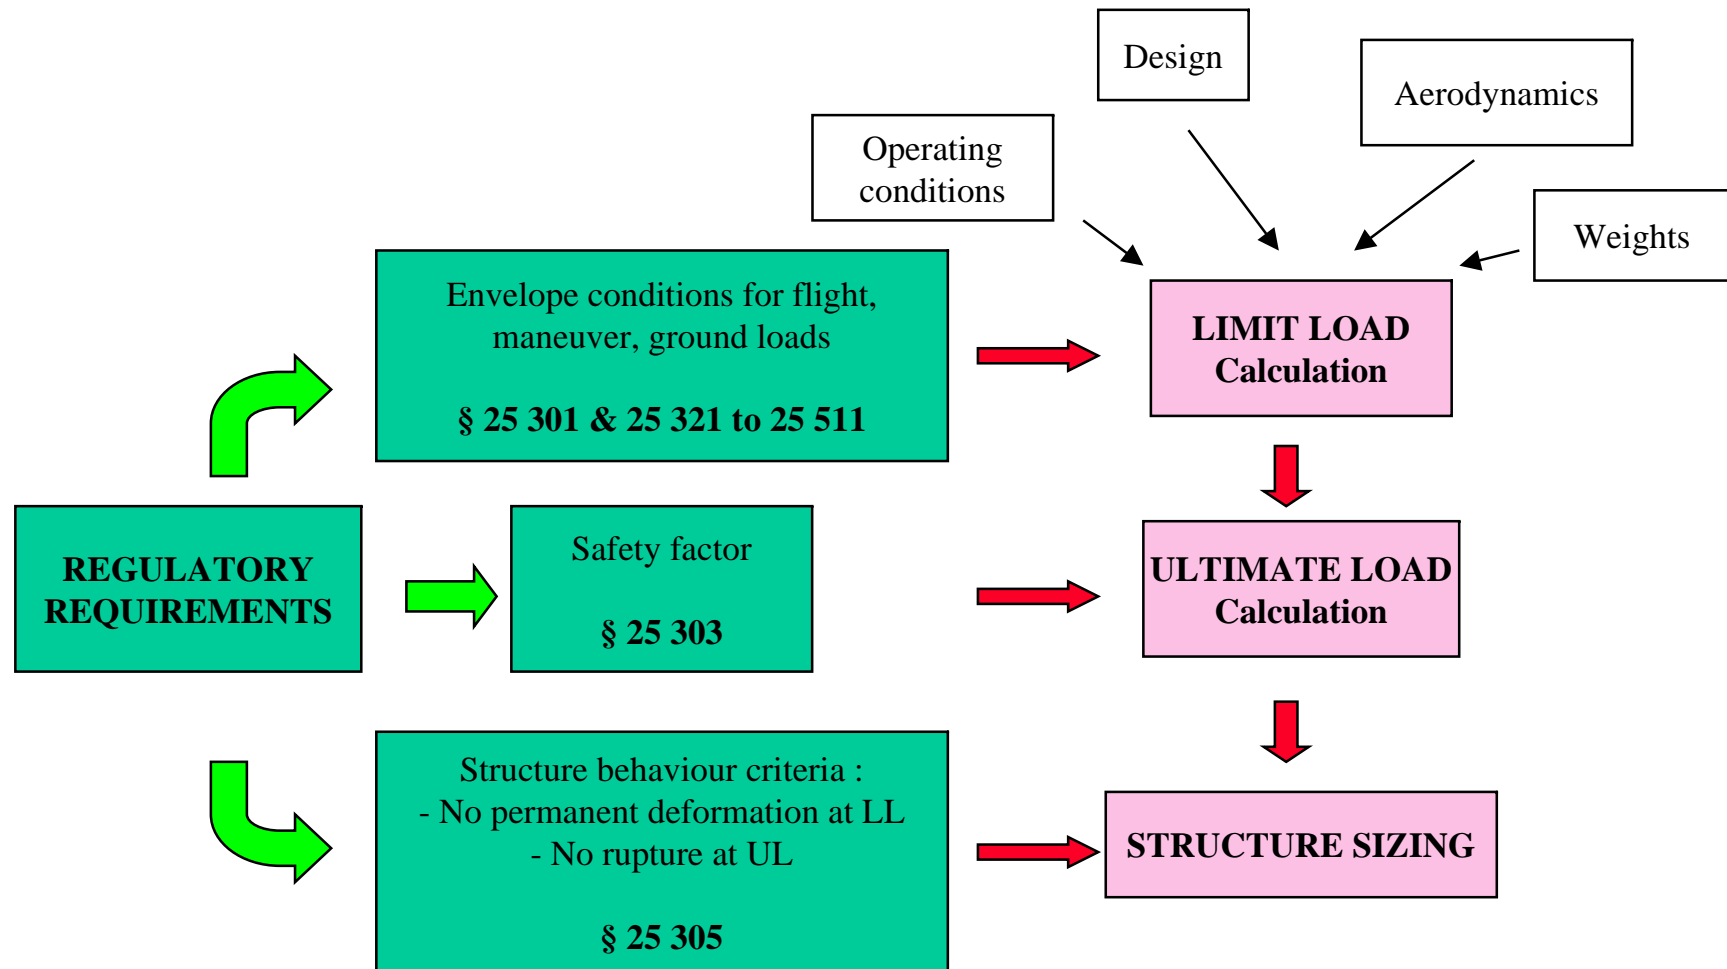 Design
Aerodynamics
Operating
conditions
Weights
Envelope conditions for flight,
maneuver, ground loads
§ 25 301 & 25 321 to 25 511
LIMIT LOAD
Calculation
REGULATORY
REQUIREMENTS
Safety factor
§ 25 303
ULTIMATE LOAD
Calculation
Structure behaviour criteria :
- No permanent deformation at LL
- No rupture at UL
§ 25 305
STRUCTURE SIZING